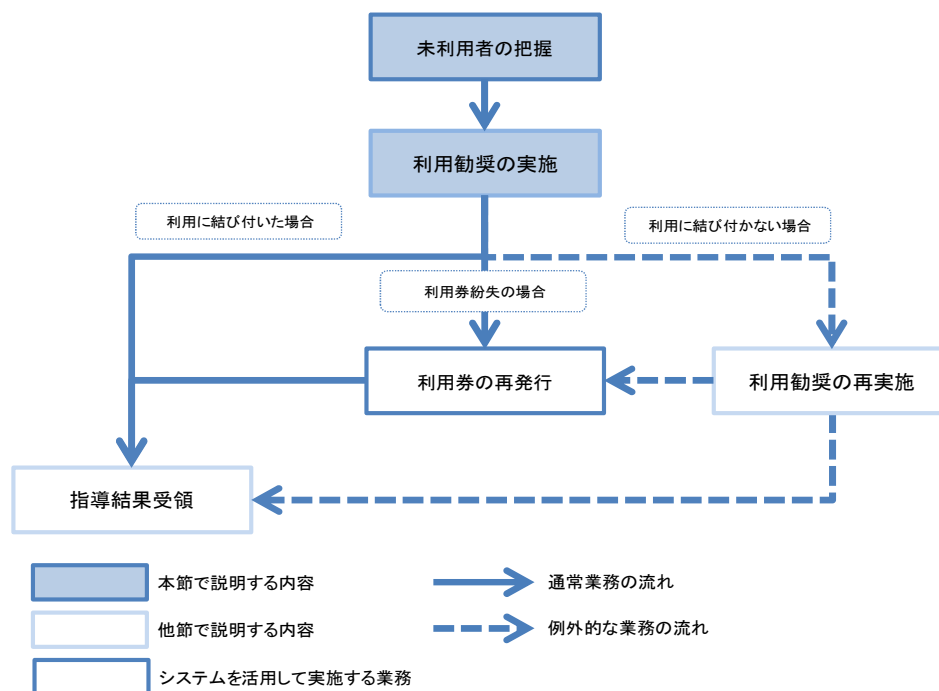 未利用者の把握
利用勧奨の実施
利用に結び付いた場合
利用に結び付かない場合
利用券紛失の場合
利用券の再発行
利用勧奨の再実施
指導結果受領
本節で説明する内容
通常業務の流れ
他節で説明する内容
例外的な業務の流れ
システムを活用して実施する業務